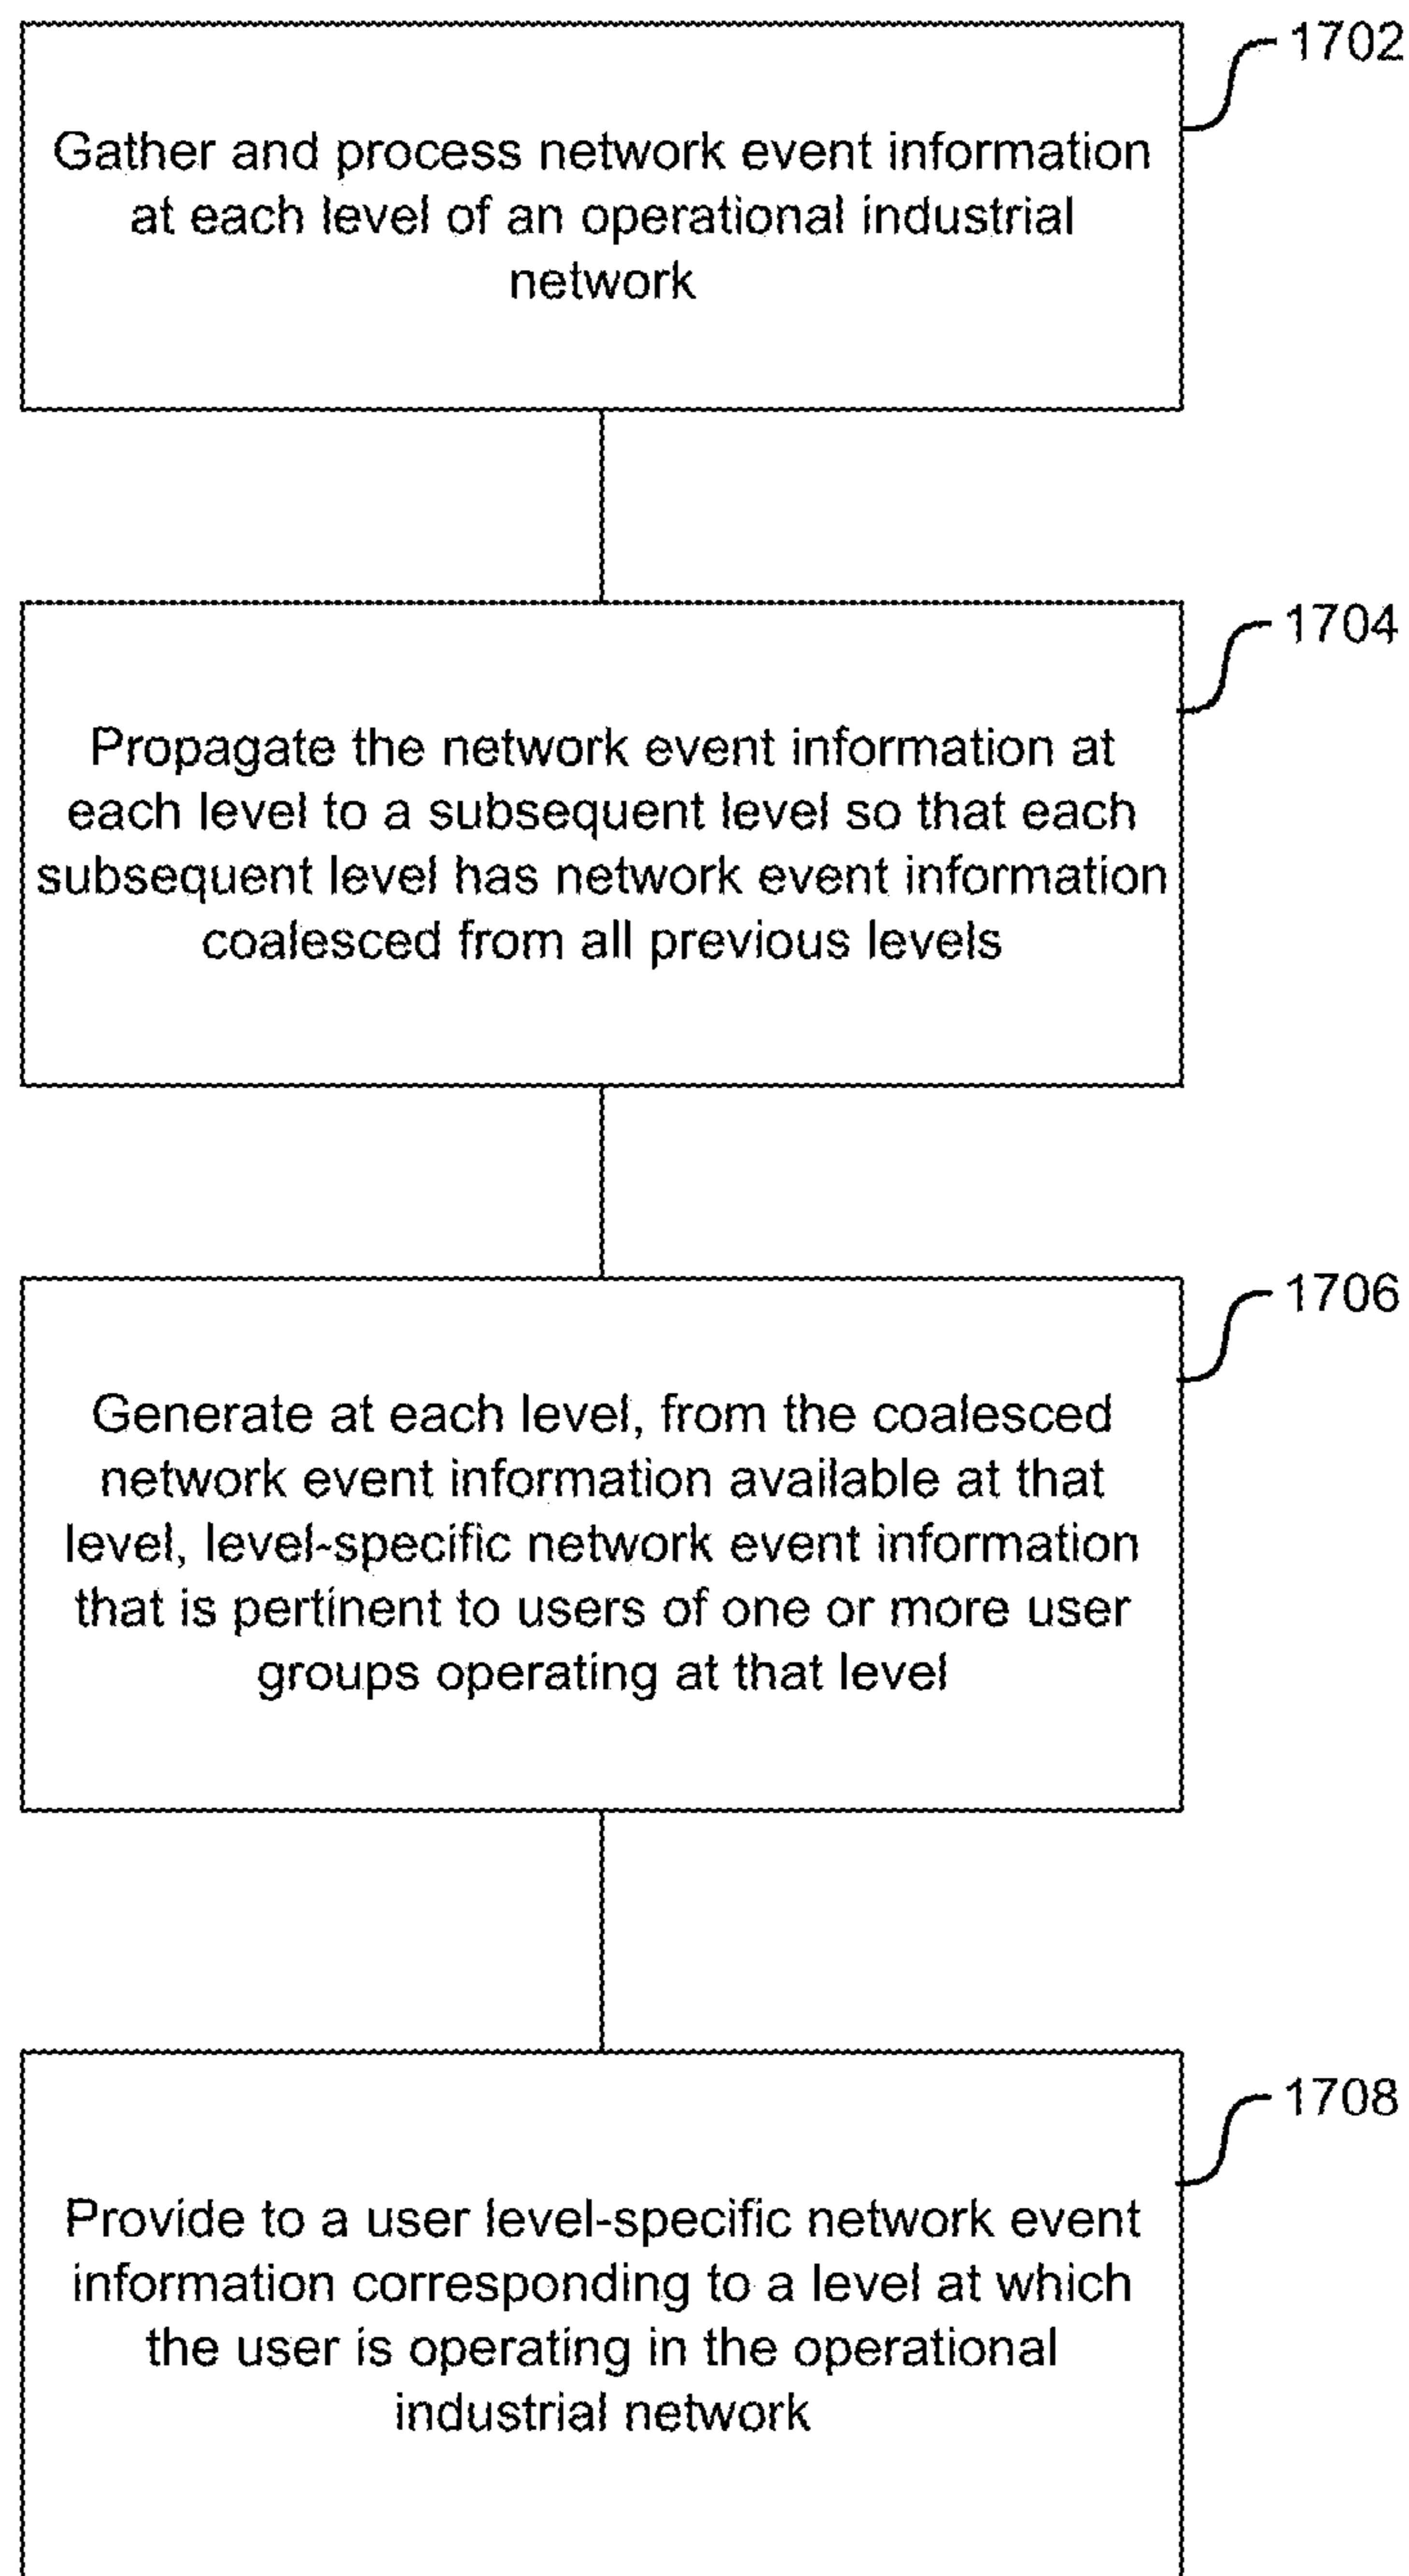 1702
Gather and process network event information
at each level of an operational industrial
network
1704
Propagate the network event information at
each level to a subsequent level so that each
subsequent level has network event information
coalesced from all previous levels
1706
Generate at each level, from the coalesced
network event information available at that
level, level-specific network event information
that is pertinent to users of one or more user
groups operating at that level
1708
Provide to a user level-specific network event
information corresponding to a level at which
the user is operating in the operational
industrial network